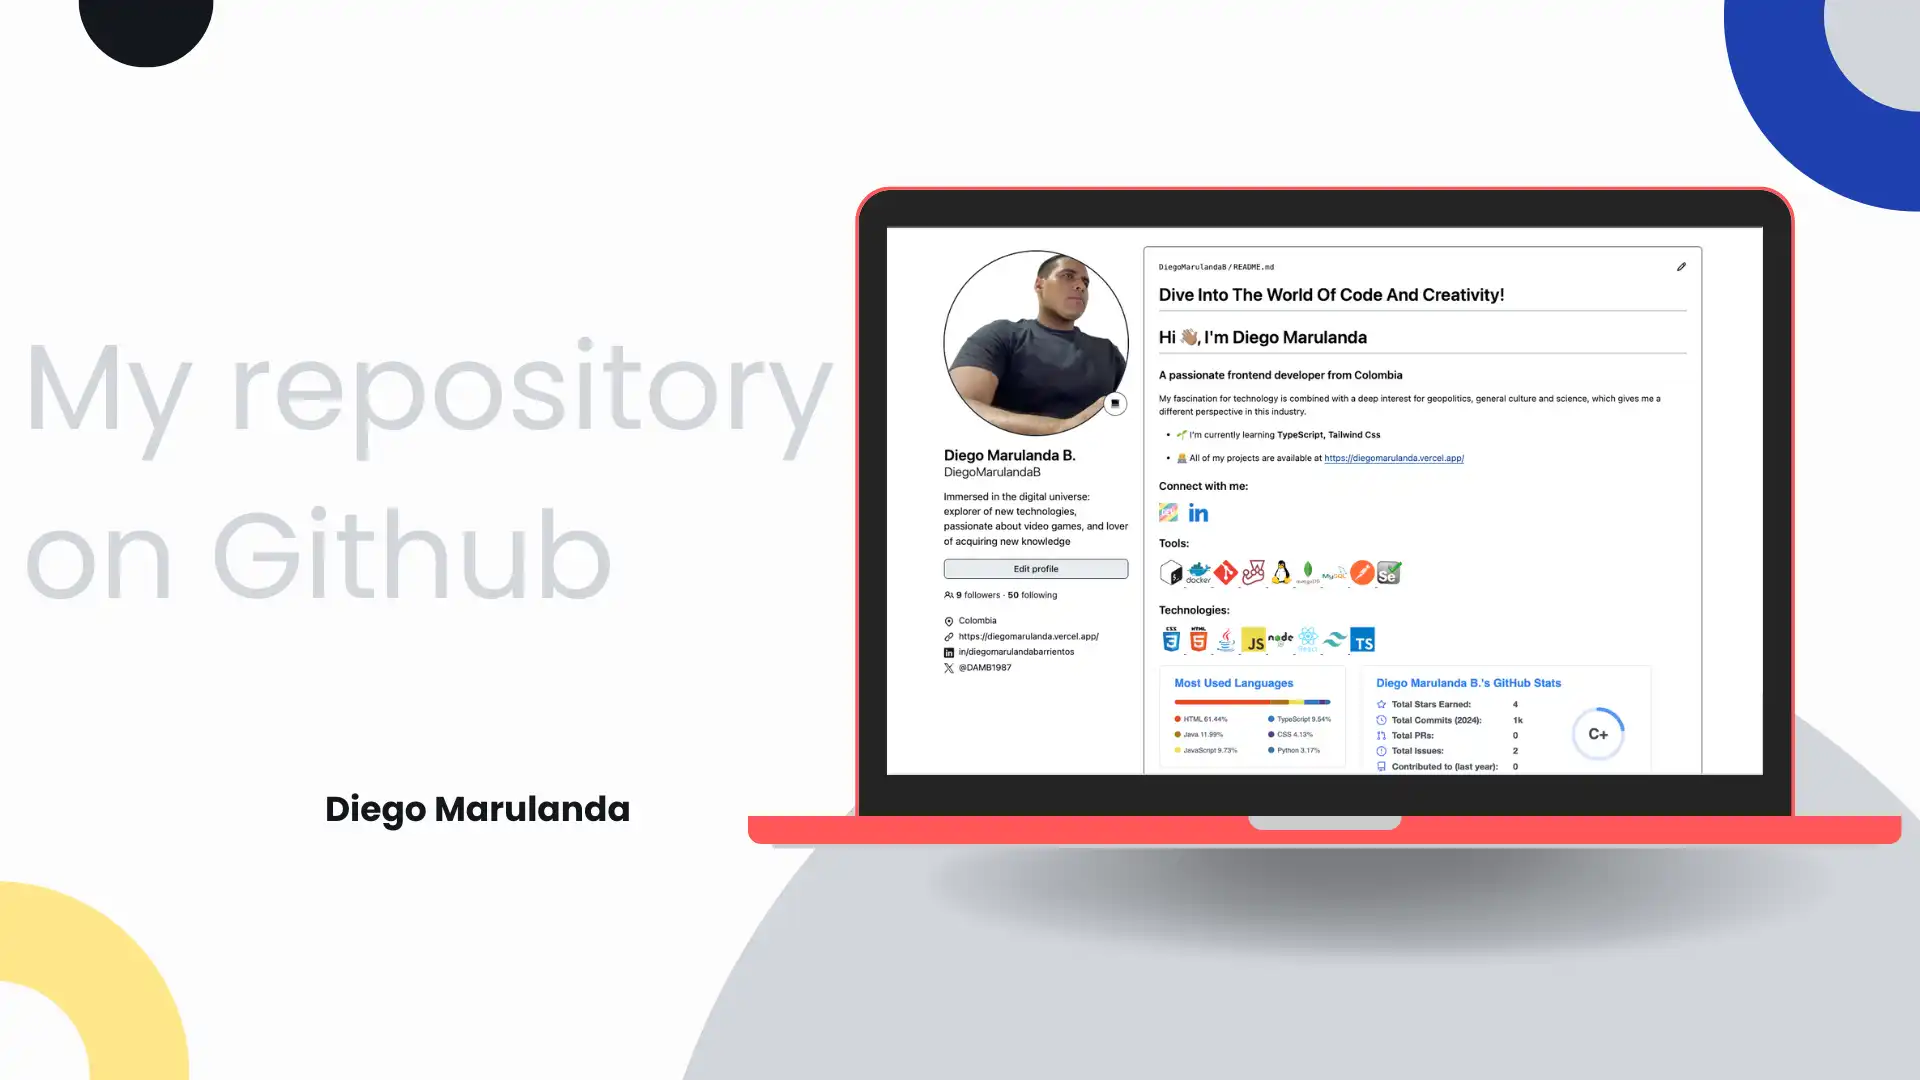 My repository
on Github
Diego Marulanda
Diego Marulanda B.
DiegoMarulandaB
Immersed in the digital universe:
explorer of new technologies,
passionate about video games, and lover
of acquiring new knowledge
Edit profile
9 followers · 50 following
Colombia
https://diegomarulanda.vercel.app/
in/diegomarulandabarrientos
@DAMB1987
DiegoMarulandaB / README.md
Dive Into The World Of Code And Creativity!
Hi 👋🏽, I'm Diego Marulanda
A passionate frontend developer from Colombia
My fascination for technology is combined with a deep interest for geopolitics, general culture and science, which gives me a
different perspective in this industry.
• 🌱 I'm currently learning TypeScript, Tailwind Css
• 👨‍💻 All of my projects are available at https://diegomarulanda.vercel.app/
Connect with me:
in
Tools:
docker MySQL Se
Technologies:
CSS 3 HTML 5 JS node TS
Most Used Languages
HTML 61.44%
TypeScript 9.54%
Java 11.99%
CSS 4.13%
JavaScript 9.73%
Python 3.17%
Diego Marulanda B.'s GitHub Stats
Total Stars Earned: 4
Total Commits (2024): 1k
Total PRs: 0
Total Issues: 2
Contributed to (last year): 0
C+